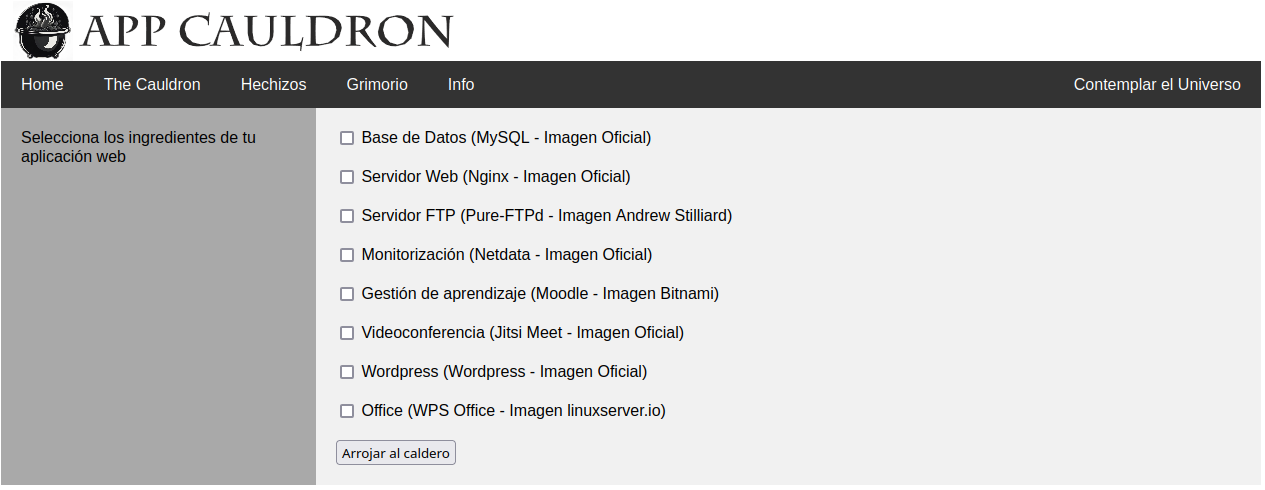 APP CAULDRON
Home The Cauldron Hechizos Grimorio Info Contemplar el Universo
Selecciona los ingredientes de tu
aplicación web
Base de Datos (MySQL - Imagen Oficial)
Servidor Web (Nginx - Imagen Oficial)
Servidor FTP (Pure-FTPd - Imagen Andrew Stilliard)
Monitorización (Netdata - Imagen Oficial)
Gestión de aprendizaje (Moodle - Imagen Bitnami)
Videoconferencia (Jitsi Meet - Imagen Oficial)
Wordpress (Wordpress - Imagen Oficial)
Office (WPS Office - Imagen linuxserver.io)
Arrojar al caldero